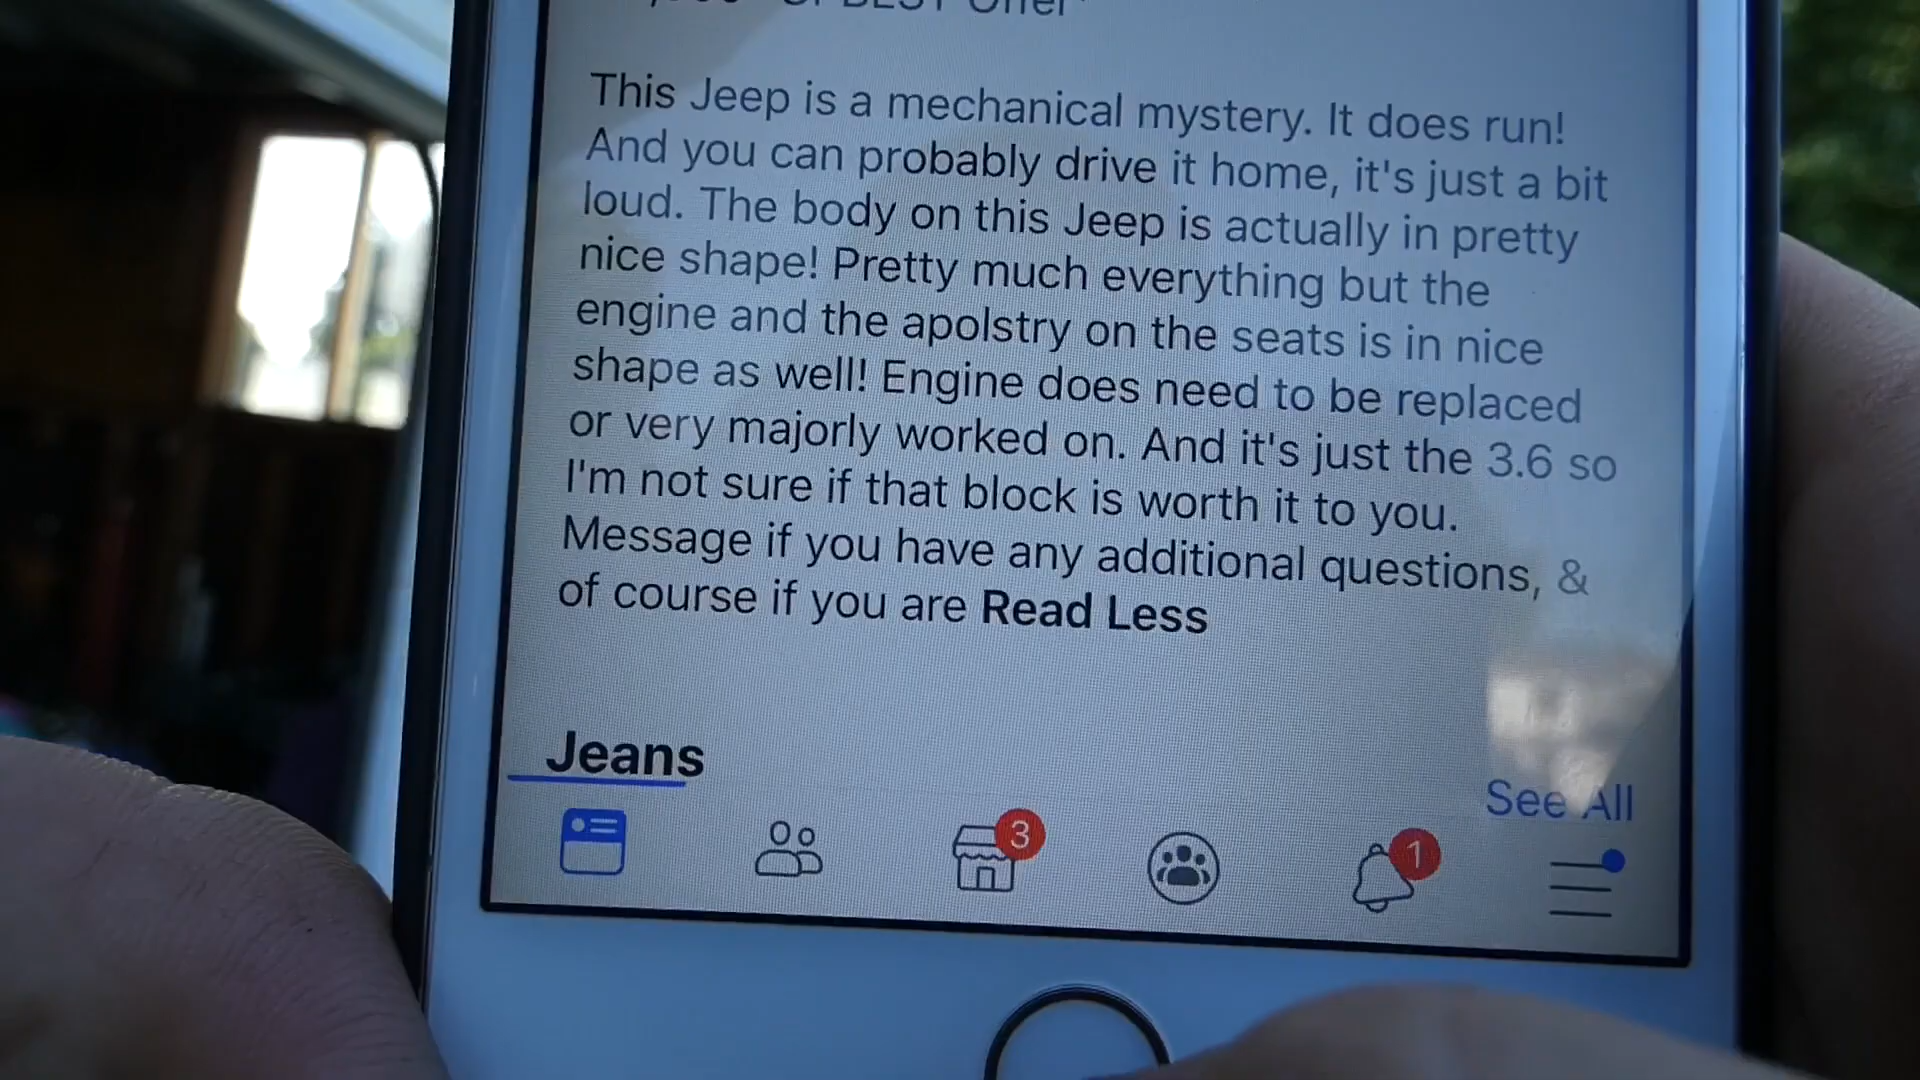 or BEST Offer
This Jeep is a mechanical mystery. It does run!
And you can probably drive it home, it's just a bit
loud. The body on this Jeep is actually in pretty
nice shape! Pretty much everything but the
engine and the apolstry on the seats is in nice
shape as well! Engine does need to be replaced
or very majorly worked on. And it's just the 3.6 so
I'm not sure if that block is worth it to you.
Message if you have any additional questions, &
of course if you are Read Less
Jeans
See All
3
1